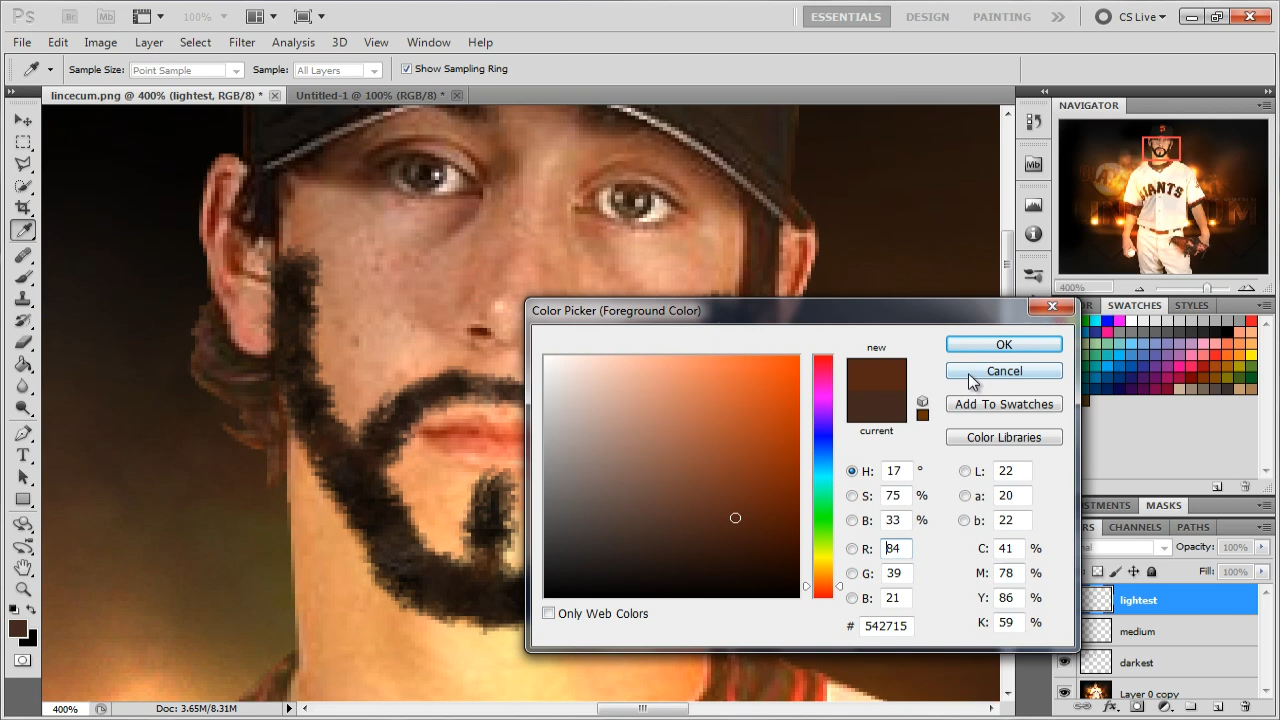 Ps Br Mb 100% ESSENTIALS DESIGN PAINTING CS Live
File Edit Image Layer Select Filter Analysis 3D View Window Help
Sample Size: Point Sample Sample: All Layers Show Sampling Ring
lincecum.png @ 400% (lightest, RGB/8) * Untitled-1 @ 100% (RGB/8) *
NAVIGATOR
GIANTS
400%
SWATCHES STYLES
Color Picker (Foreground Color)
new
OK
Cancel
Add To Swatches
current
Color Libraries
H: 17 ° L: 22
S: 75 % a: 20
B: 33 % b: 22
R: 84 C: 41 %
G: 39 M: 78 %
B: 21 Y: 86 %
# 542715 K: 59 %
Only Web Colors
MASKS
CHANNELS PATHS
Opacity: 100%
Fill: 100%
lightest
medium
darkest
Layer 0 copy
400% Doc: 3.65M/8.31M